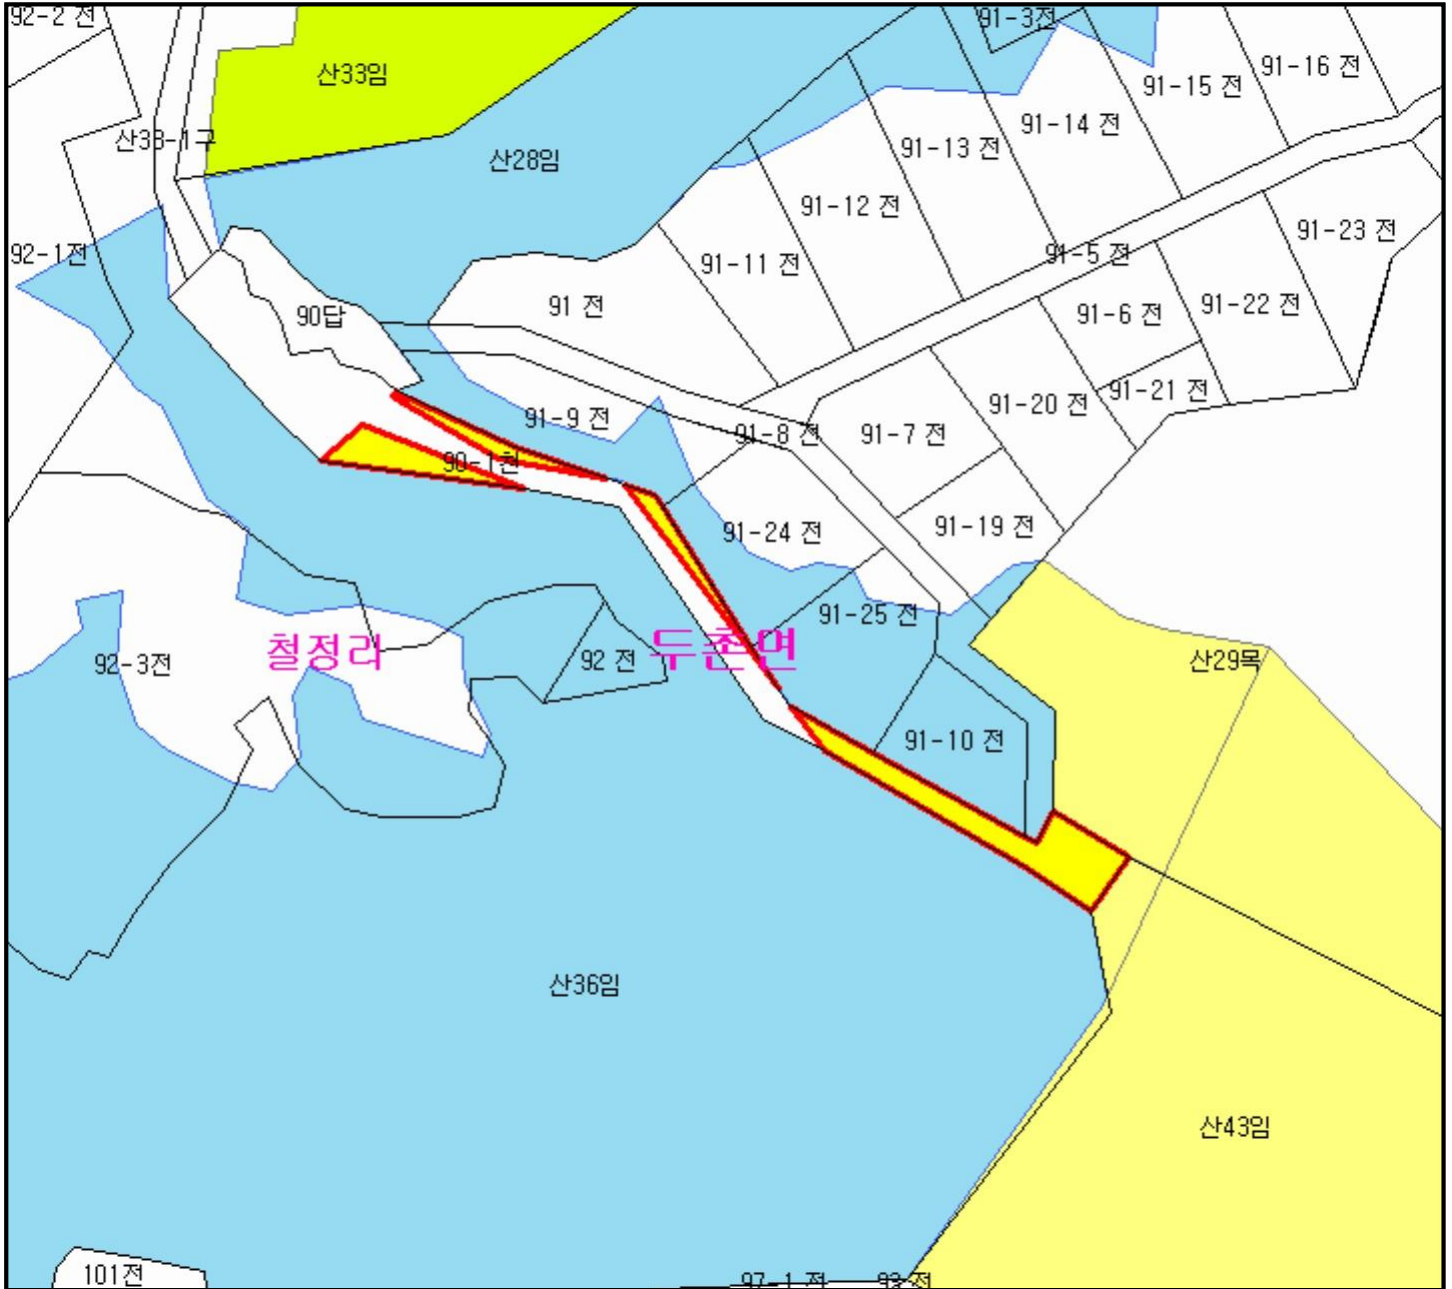 92-2 전
91-3전
산33임
91-16 전
91-15 전
91-14 전
산33-1구
91-13 전
산28임
91-12 전
91-23 전
92-1전
91-5 전
91-11 전
91-22 전
91 전
90답
91-6 전
91-21 전
91-20 전
91-9 전
91-8 전
91-7 전
90-1천
91-19 전
91-24 전
91-25 전
철정리
두촌면
92-3전
92 전
산29목
91-10 전
산36임
산43임
101전
97-1 전
93 전